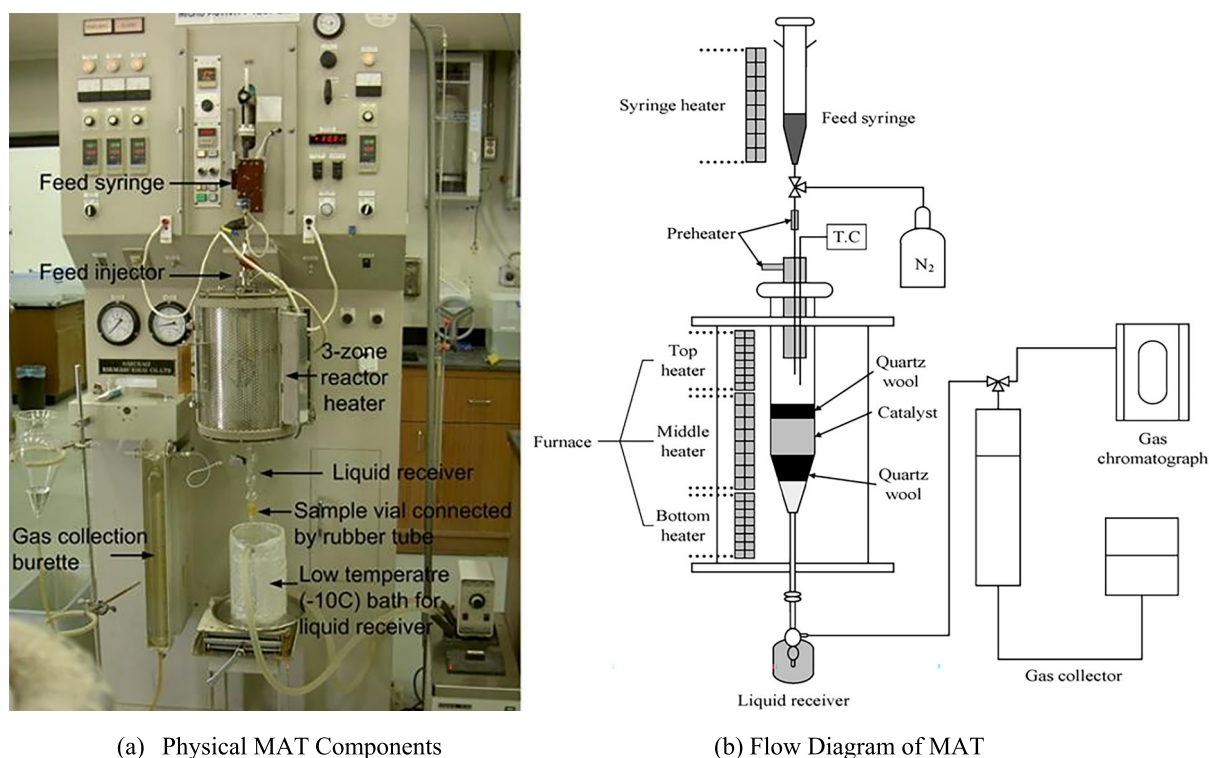 MICRO ACTIVITY TEST
Feed syringe
Feed injector
3-zone
reactor
heater
Liquid receiver
Sample vial connected
by rubber tube
Gas collection
burette
Low temperatre
(-10C) bath for
liquid receiver
(a) Physical MAT Components
Syringe heater
Feed syringe
Preheater
T.C
N₂
Top
heater
Quartz
wool
Catalyst
Furnace
Middle
heater
Quartz
wool
Bottom
heater
Gas
chromatograph
Gas collector
Liquid receiver
(b) Flow Diagram of MAT